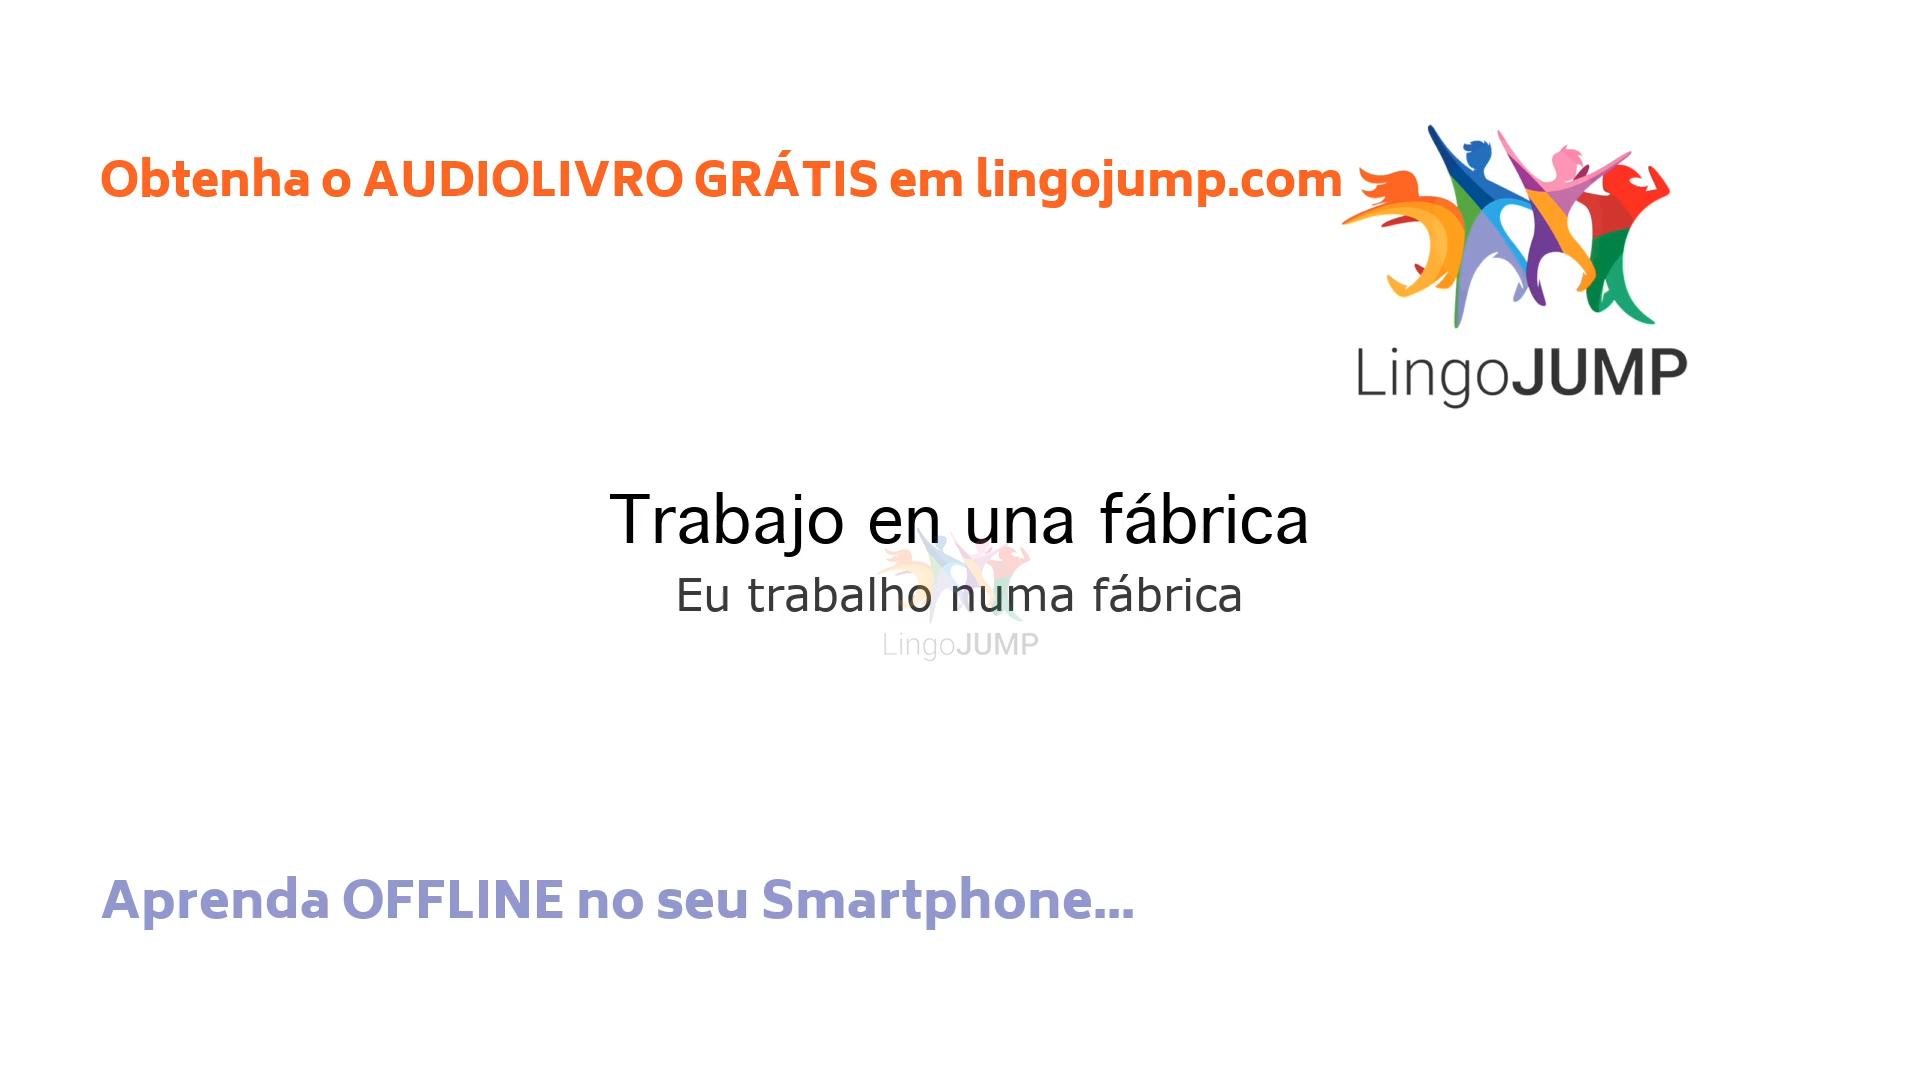 Obtenha o AUDIOLIVRO GRÁTIS em lingojump.com
LingoJUMP
Trabajo en una fábrica
Eu trabalho numa fábrica
LingoJUMP
Aprenda OFFLINE no seu Smartphone...